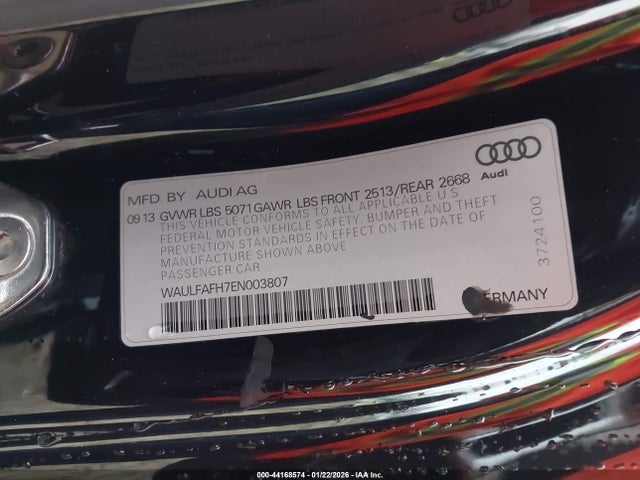 MFD. BY AUDI AG
0913 GVWR LBS 5071 GAWR LBS FRONT 2513/REAR 2668
THIS VEHICLE CONFORMS TO ALL APPLICABLE U.S.
FEDERAL MOTOR VEHICLE SAFETY, BUMPER AND THEFT
PREVENTION STANDARDS IN EFFECT ON THE DATE OF
MANUFACTURE SHOWN ABOVE
PASSENGER CAR
WAULFAFH7EN003807
Audi
3724100
GERMANY
000-44168574 - 01/22/2026 - IAA Inc.